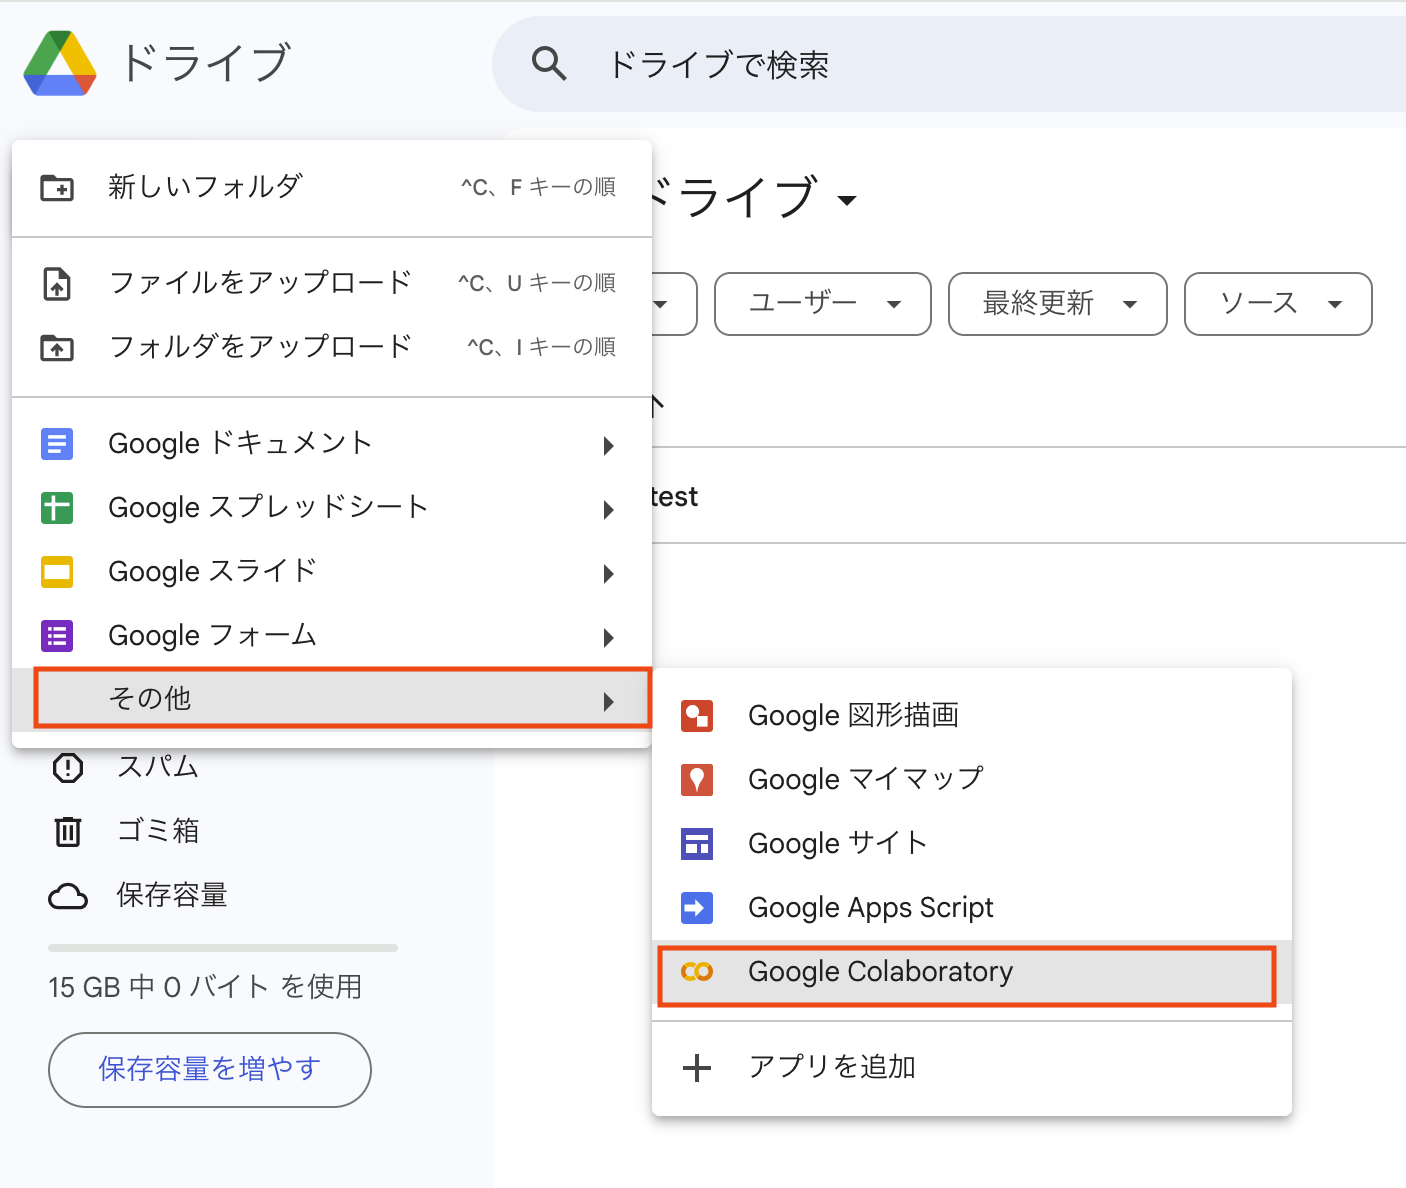 ドライブ
ドライブで検索
新しいフォルダ ^C、F キーの順
ファイルをアップロード ^C、U キーの順
フォルダをアップロード ^C、I キーの順
Google ドキュメント
Google スプレッドシート
Google スライド
Google フォーム
その他
スパム
ゴミ箱
保存容量
15 GB 中 0 バイト を使用
保存容量を増やす
ドライブ
ユーザー
最終更新
ソース
test
Google 図形描画
Google マイマップ
Google サイト
Google Apps Script
Google Colaboratory
アプリを追加